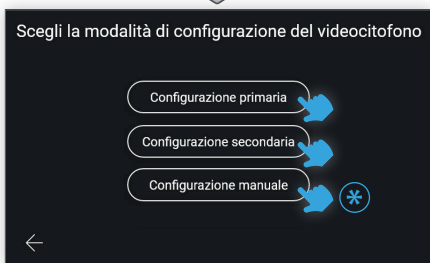 Scegli la modalità di configurazione del videocitofono
Configurazione primaria
Configurazione secondaria
Configurazione manuale
*